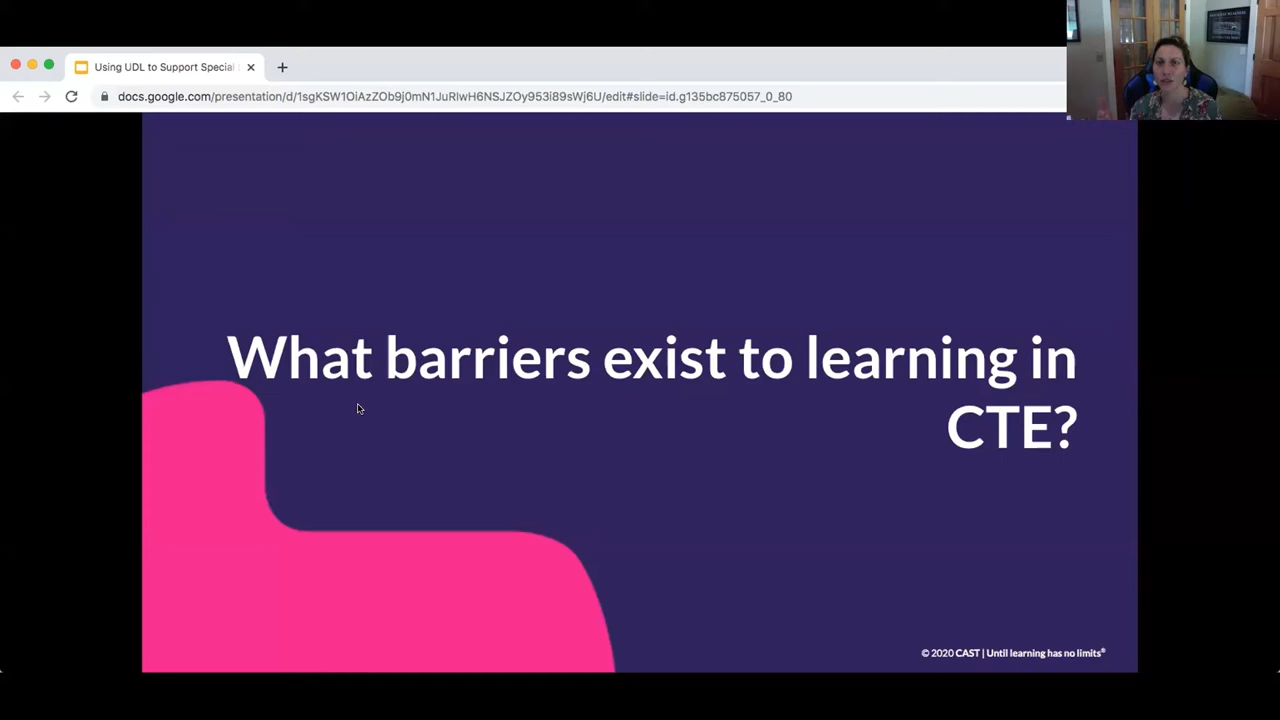 Using UDL to Support Special
docs.google.com/presentation/d/1sgKSW1OiAzZOb9j0mN1JuRlwH6NSJZOy953i89sWj6U/edit#slide=id.g135bc875057_0_80
What barriers exist to learning in
CTE?
© 2020 CAST | Until learning has no limits®